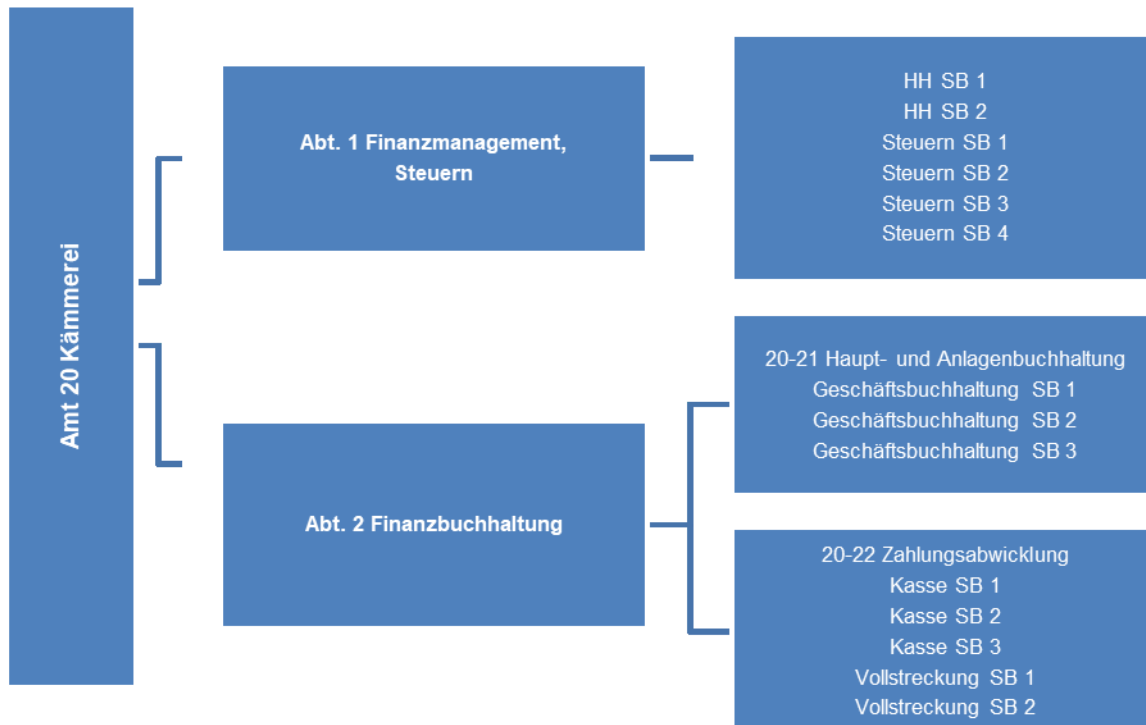 Amt 20 Kämmerei
Abt. 1 Finanzmanagement,
Steuern
HH SB 1
HH SB 2
Steuern SB 1
Steuern SB 2
Steuern SB 3
Steuern SB 4
Abt. 2 Finanzbuchhaltung
20-21 Haupt- und Anlagenbuchhaltung
Geschäftsbuchhaltung SB 1
Geschäftsbuchhaltung SB 2
Geschäftsbuchhaltung SB 3
20-22 Zahlungsabwicklung
Kasse SB 1
Kasse SB 2
Kasse SB 3
Vollstreckung SB 1
Vollstreckung SB 2